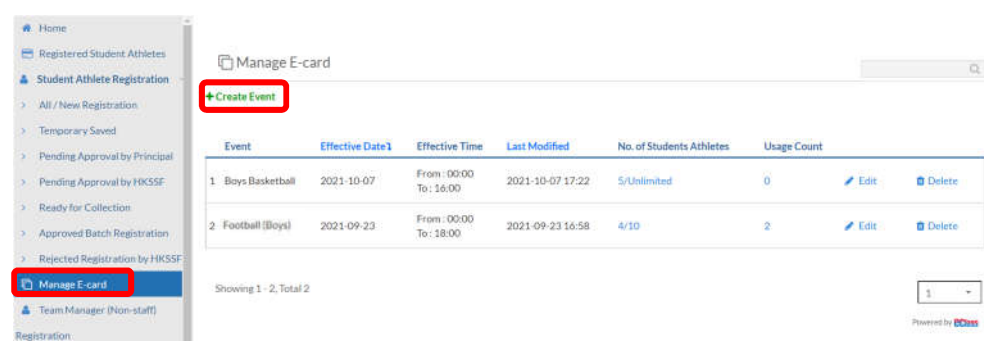 Home
Registered Student Athletes
Student Athlete Registration
> All / New Registration
> Temporary Saved
> Pending Approval by Principal
> Pending Approval by HKSSF
> Ready for Collection
> Approved Batch Registration
> Rejected Registration by HKSSF
Manage E-card
Team Manager (Non-staff)
Registration
Manage E-card
+Create Event
Event Effective Date Effective Time Last Modified No. of Students Athletes Usage Count
1 Boys Basketball 2021-10-07 From : 00:00 To : 16:00 2021-10-07 17:22 5/Unlimited 0 Edit Delete
2 Football (Boys) 2021-09-23 From : 00:00 To : 18:00 2021-09-23 16:58 4/10 2 Edit Delete
Showing 1 - 2, Total 2
1
Powered by eClass